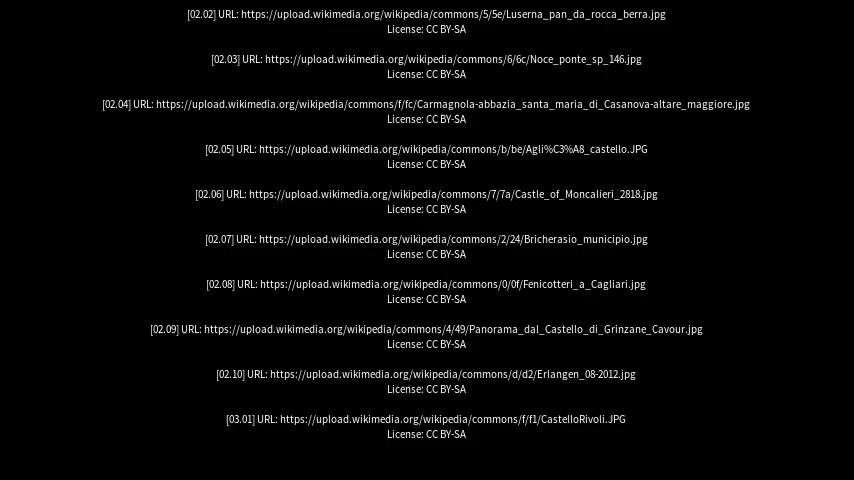 [02.02] URL: https://upload.wikimedia.org/wikipedia/commons/5/5e/Luserna_pan_da_rocca_berra.jpg
License: CC BY-SA
[02.03] URL: https://upload.wikimedia.org/wikipedia/commons/6/6c/Noce_ponte_sp_146.jpg
License: CC BY-SA
[02.04] URL: https://upload.wikimedia.org/wikipedia/commons/f/fc/Carmagnola-abbazia_santa_maria_di_Casanova-altare_maggiore.jpg
License: CC BY-SA
[02.05] URL: https://upload.wikimedia.org/wikipedia/commons/b/be/Agli%C3%A8_castello.JPG
License: CC BY-SA
[02.06] URL: https://upload.wikimedia.org/wikipedia/commons/7/7a/Castle_of_Moncalieri_2818.jpg
License: CC BY-SA
[02.07] URL: https://upload.wikimedia.org/wikipedia/commons/2/24/Bricherasio_municipio.jpg
License: CC BY-SA
[02.08] URL: https://upload.wikimedia.org/wikipedia/commons/0/0f/Fenicotteri_a_Cagliari.jpg
License: CC BY-SA
[02.09] URL: https://upload.wikimedia.org/wikipedia/commons/4/49/Panorama_dal_Castello_di_Grinzane_Cavour.jpg
License: CC BY-SA
[02.10] URL: https://upload.wikimedia.org/wikipedia/commons/d/d2/Erlangen_08-2012.jpg
License: CC BY-SA
[03.01] URL: https://upload.wikimedia.org/wikipedia/commons/f/f1/CastelloRivoli.JPG
License: CC BY-SA